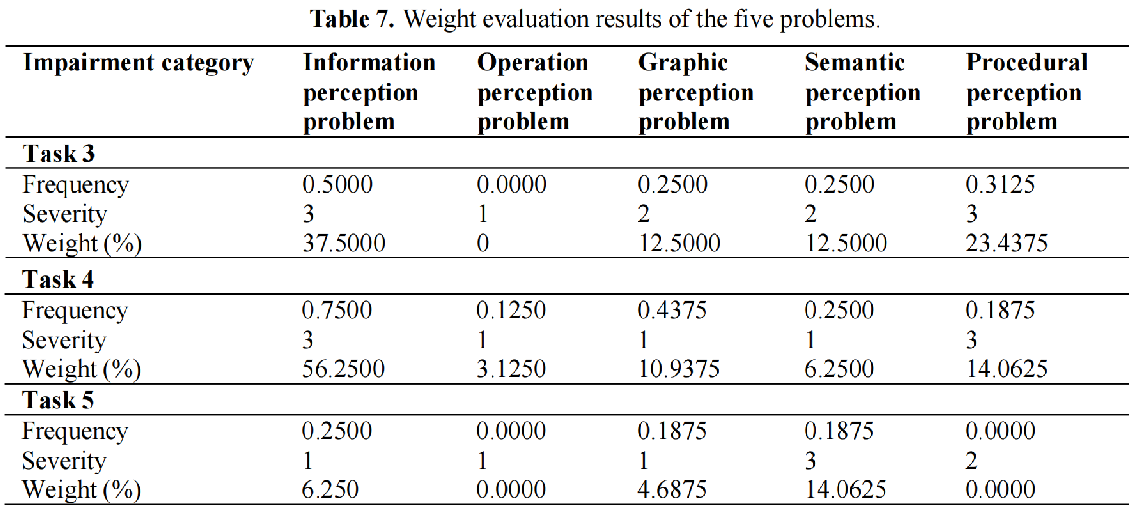 Table 7. Weight evaluation results of the five problems.
Impairment category Information perception problem Operation perception problem Graphic perception problem Semantic perception problem Procedural perception problem
Task 3
Frequency 0.5000 0.0000 0.2500 0.2500 0.3125
Severity 3 1 2 2 3
Weight (%) 37.5000 0 12.5000 12.5000 23.4375
Task 4
Frequency 0.7500 0.1250 0.4375 0.2500 0.1875
Severity 3 1 1 1 3
Weight (%) 56.2500 3.1250 10.9375 6.2500 14.0625
Task 5
Frequency 0.2500 0.0000 0.1875 0.1875 0.0000
Severity 1 1 1 3 2
Weight (%) 6.250 0.0000 4.6875 14.0625 0.0000